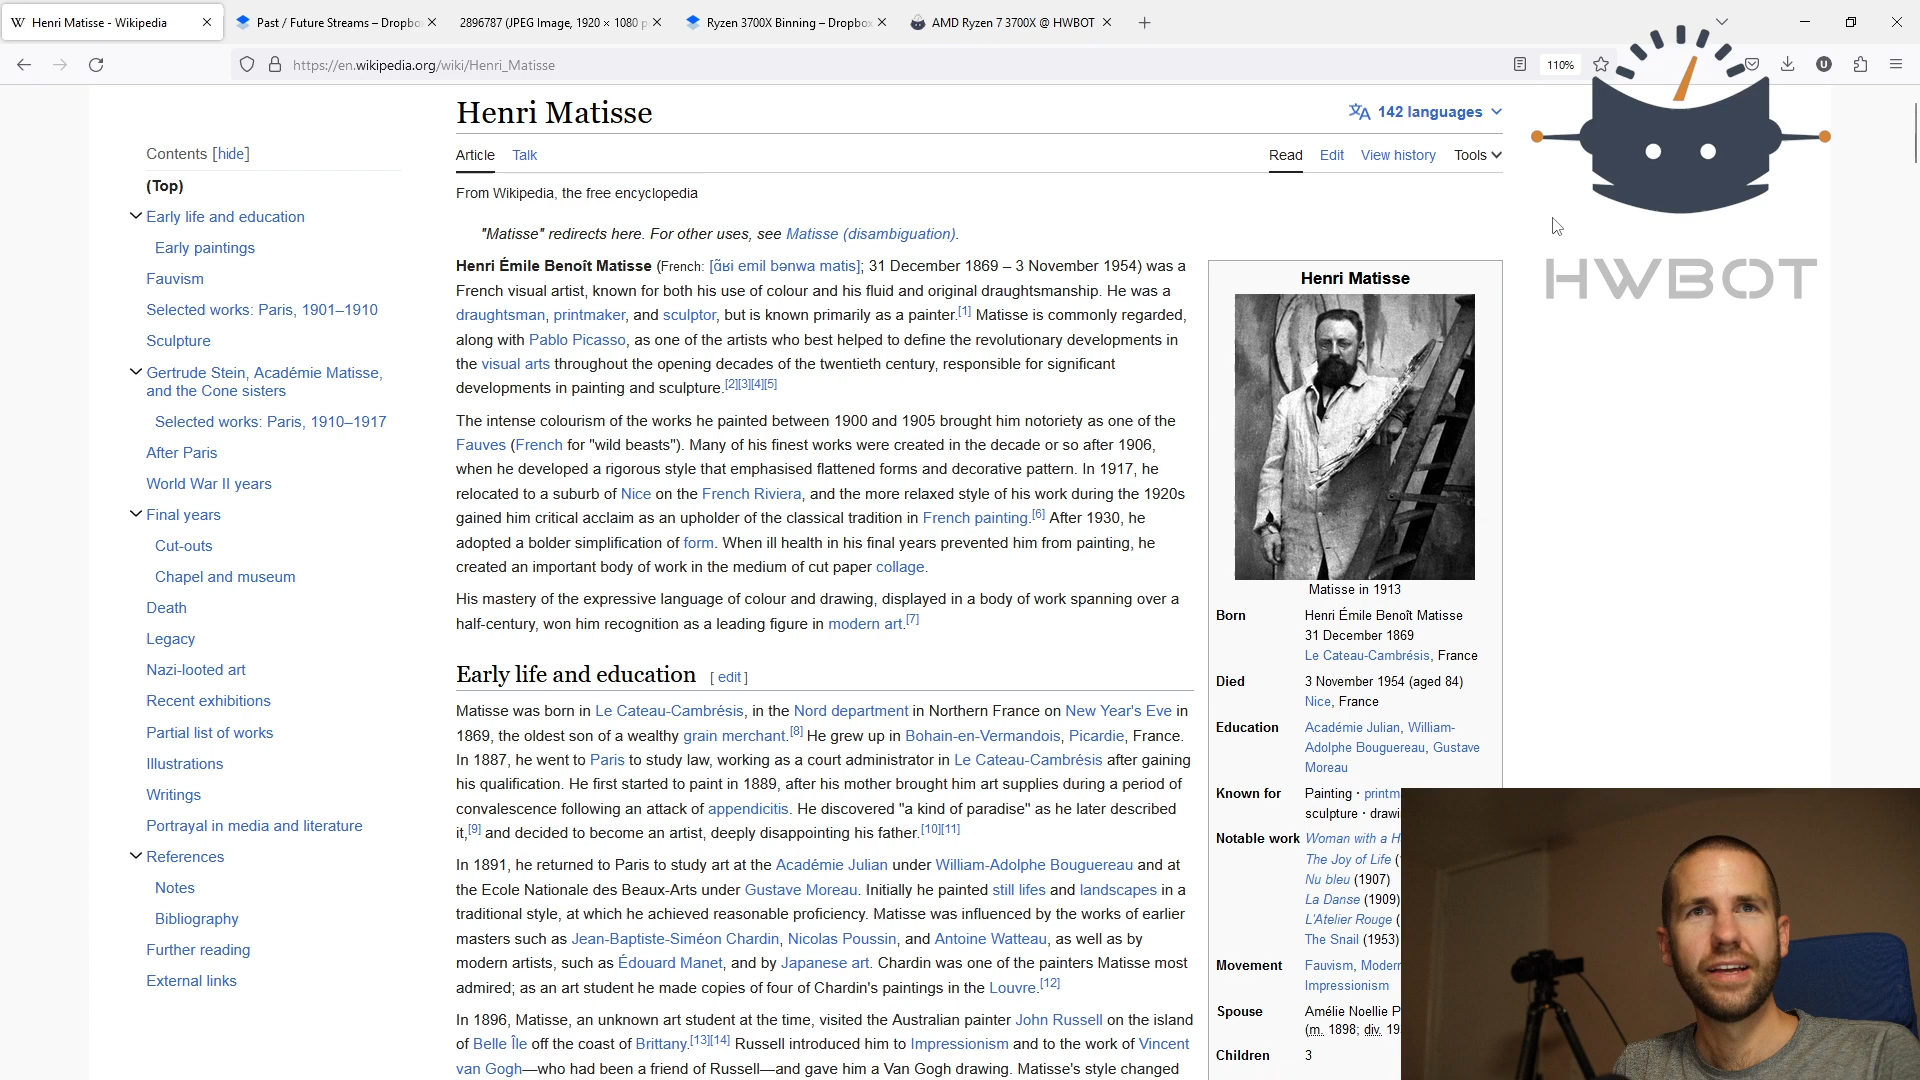 Henri Matisse - Wikipedia
Past / Future Streams – Dropbo
2896787 (JPEG Image, 1920 × 1080 p
Ryzen 3700X Binning – Dropbox
AMD Ryzen 7 3700X @ HWBOT
https://en.wikipedia.org/wiki/Henri_Matisse
110%
HWBOT
Henri Matisse
142 languages
Article
Talk
Read
Edit
View history
Tools
From Wikipedia, the free encyclopedia
Contents [hide]
(Top)
Early life and education
Early paintings
Fauvism
Selected works: Paris, 1901–1910
Sculpture
Gertrude Stein, Académie Matisse,
and the Cone sisters
Selected works: Paris, 1910–1917
After Paris
World War II years
Final years
Cut-outs
Chapel and museum
Death
Legacy
Nazi-looted art
Recent exhibitions
Partial list of works
Illustrations
Writings
Portrayal in media and literature
References
Notes
Bibliography
Further reading
External links
"Matisse" redirects here. For other uses, see Matisse (disambiguation).
Henri Émile Benoît Matisse (French: [ɑ̃ʁi emil bənwa matis]; 31 December 1869 – 3 November 1954) was a
French visual artist, known for both his use of colour and his fluid and original draughtsmanship. He was a
draughtsman, printmaker, and sculptor, but is known primarily as a painter.[1] Matisse is commonly regarded,
along with Pablo Picasso, as one of the artists who best helped to define the revolutionary developments in
the visual arts throughout the opening decades of the twentieth century, responsible for significant
developments in painting and sculpture.[2][3][4][5]
The intense colourism of the works he painted between 1900 and 1905 brought him notoriety as one of the
Fauves (French for "wild beasts"). Many of his finest works were created in the decade or so after 1906,
when he developed a rigorous style that emphasised flattened forms and decorative pattern. In 1917, he
relocated to a suburb of Nice on the French Riviera, and the more relaxed style of his work during the 1920s
gained him critical acclaim as an upholder of the classical tradition in French painting.[6] After 1930, he
adopted a bolder simplification of form. When ill health in his final years prevented him from painting, he
created an important body of work in the medium of cut paper collage.
His mastery of the expressive language of colour and drawing, displayed in a body of work spanning over a
half-century, won him recognition as a leading figure in modern art.[7]
Early life and education [ edit ]
Matisse was born in Le Cateau-Cambrésis, in the Nord department in Northern France on New Year's Eve in
1869, the oldest son of a wealthy grain merchant.[8] He grew up in Bohain-en-Vermandois, Picardie, France.
In 1887, he went to Paris to study law, working as a court administrator in Le Cateau-Cambrésis after gaining
his qualification. He first started to paint in 1889, after his mother brought him art supplies during a period of
convalescence following an attack of appendicitis. He discovered "a kind of paradise" as he later described
it,[9] and decided to become an artist, deeply disappointing his father.[10][11]
In 1891, he returned to Paris to study art at the Académie Julian under William-Adolphe Bouguereau and at
the Ecole Nationale des Beaux-Arts under Gustave Moreau. Initially he painted still lifes and landscapes in a
traditional style, at which he achieved reasonable proficiency. Matisse was influenced by the works of earlier
masters such as Jean-Baptiste-Siméon Chardin, Nicolas Poussin, and Antoine Watteau, as well as by
modern artists, such as Édouard Manet, and by Japanese art. Chardin was one of the painters Matisse most
admired; as an art student he made copies of four of Chardin's paintings in the Louvre.[12]
In 1896, Matisse, an unknown art student at the time, visited the Australian painter John Russell on the island
of Belle Île off the coast of Brittany.[13][14] Russell introduced him to Impressionism and to the work of Vincent
van Gogh—who had been a friend of Russell—and gave him a Van Gogh drawing. Matisse's style changed
Henri Matisse
Matisse in 1913
Born Henri Émile Benoît Matisse
31 December 1869
Le Cateau-Cambrésis, France
Died 3 November 1954 (aged 84)
Nice, France
Education Académie Julian, William-
Adolphe Bouguereau, Gustave
Moreau
Known for Painting · printm
sculpture · drawi
Notable work Woman with a H
The Joy of Life (
Nu bleu (1907)
La Danse (1909)
L'Atelier Rouge (
The Snail (1953)
Movement Fauvism, Modern
Impressionism
Spouse Amélie Noellie P
(m. 1898; div. 19
Children 3